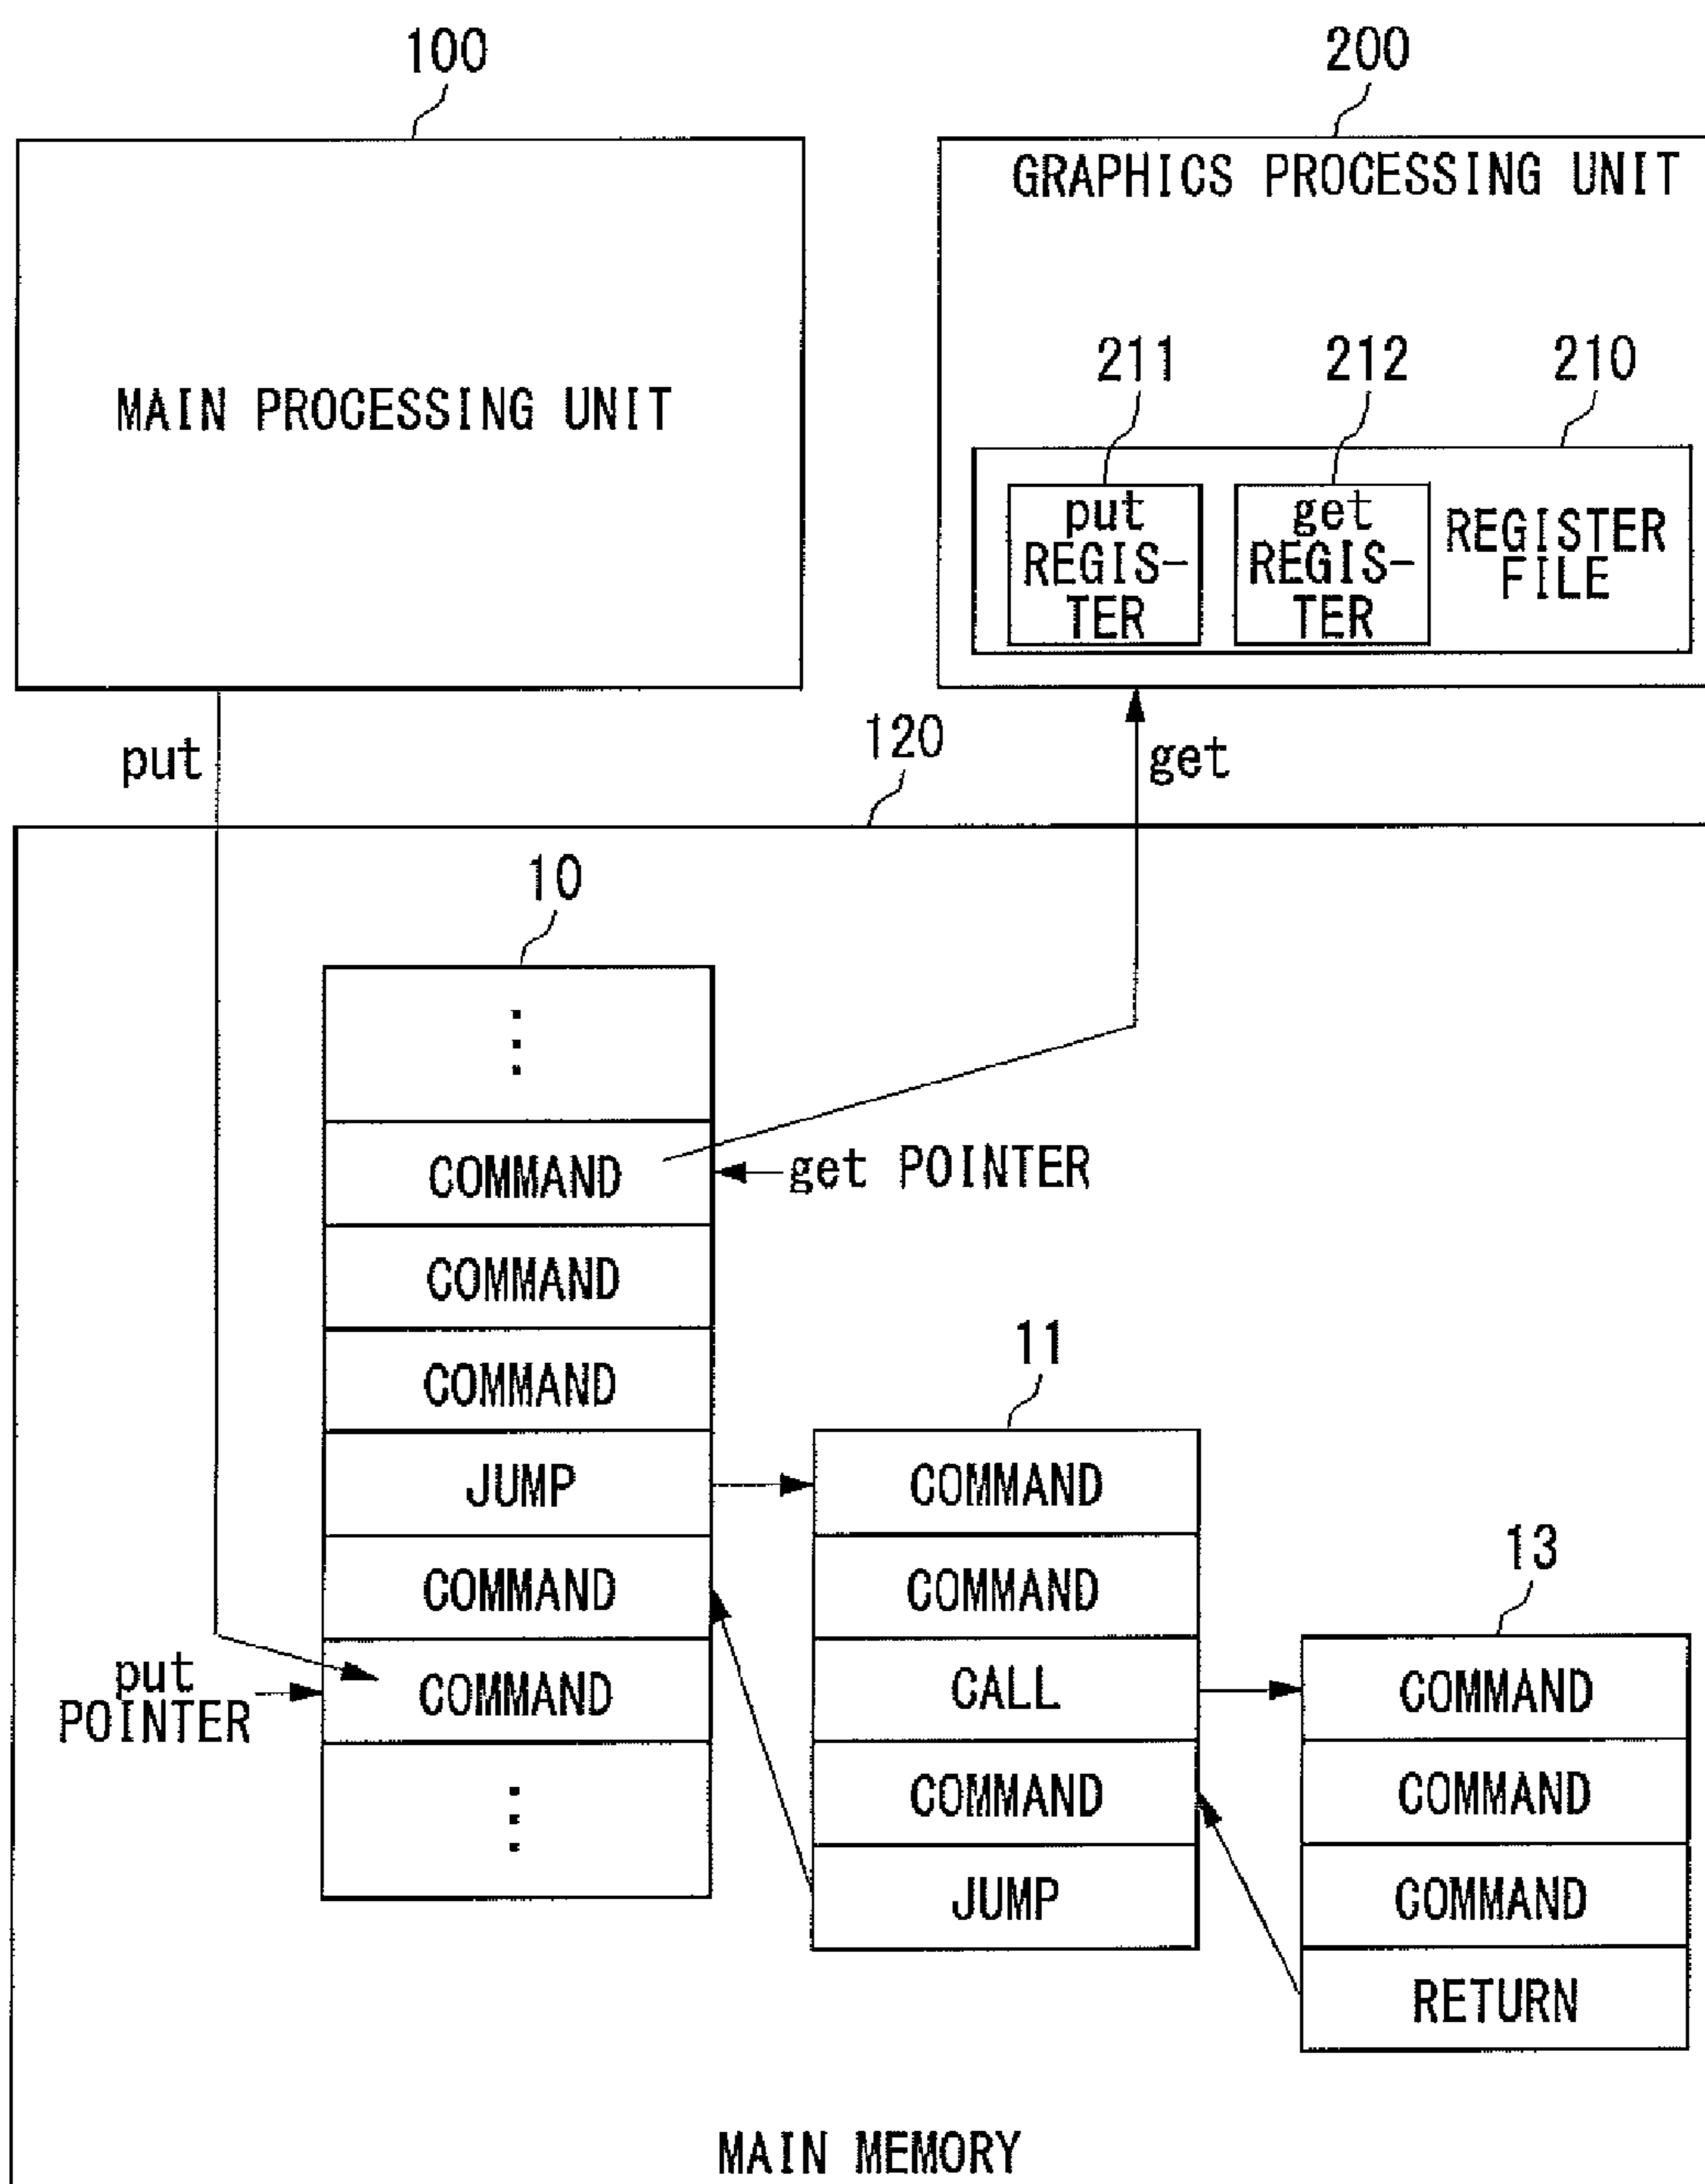 100
200
MAIN PROCESSING UNIT
GRAPHICS PROCESSING UNIT
211
212
210
put
REGIS-
TER
get
REGIS-
TER
REGISTER
FILE
put
120
get
10
⋮
COMMAND
get POINTER
COMMAND
COMMAND
JUMP
COMMAND
COMMAND
put
POINTER
⋮
11
COMMAND
COMMAND
CALL
COMMAND
JUMP
13
COMMAND
COMMAND
COMMAND
RETURN
MAIN MEMORY